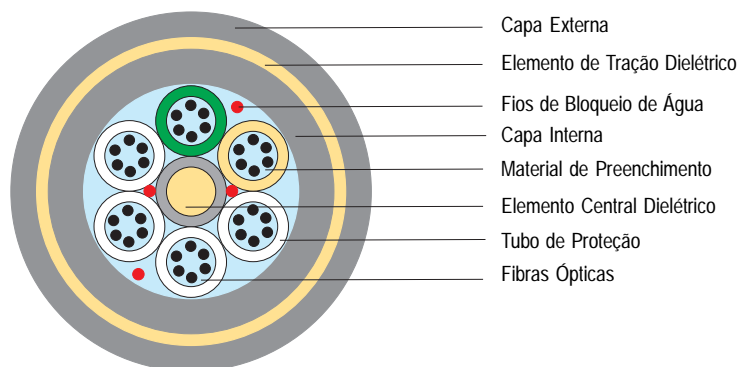 Capa Externa
Elemento de Tração Dielétrico
Fios de Bloqueio de Água
Capa Interna
Material de Preenchimento
Elemento Central Dielétrico
Tubo de Proteção
Fibras Ópticas